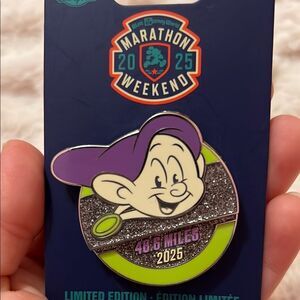 Walt Disney World
MARATHON
20 25
WEEKEND
48.6 MILES
2025
LIMITED EDITION • ÉDITION LIMITÉE